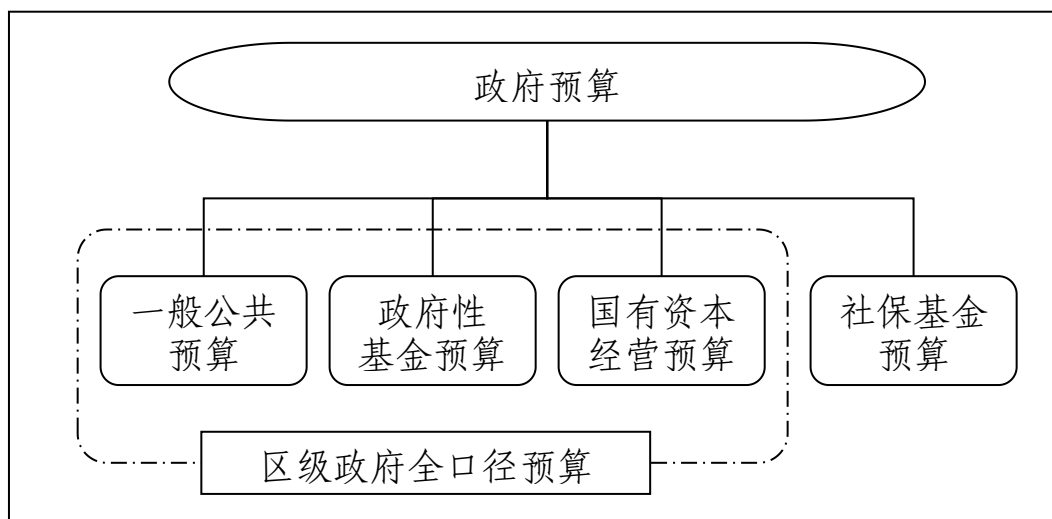 政府预算
一般公共
预算
政府性
基金预算
国有资本
经营预算
社保基金
预算
区级政府全口径预算